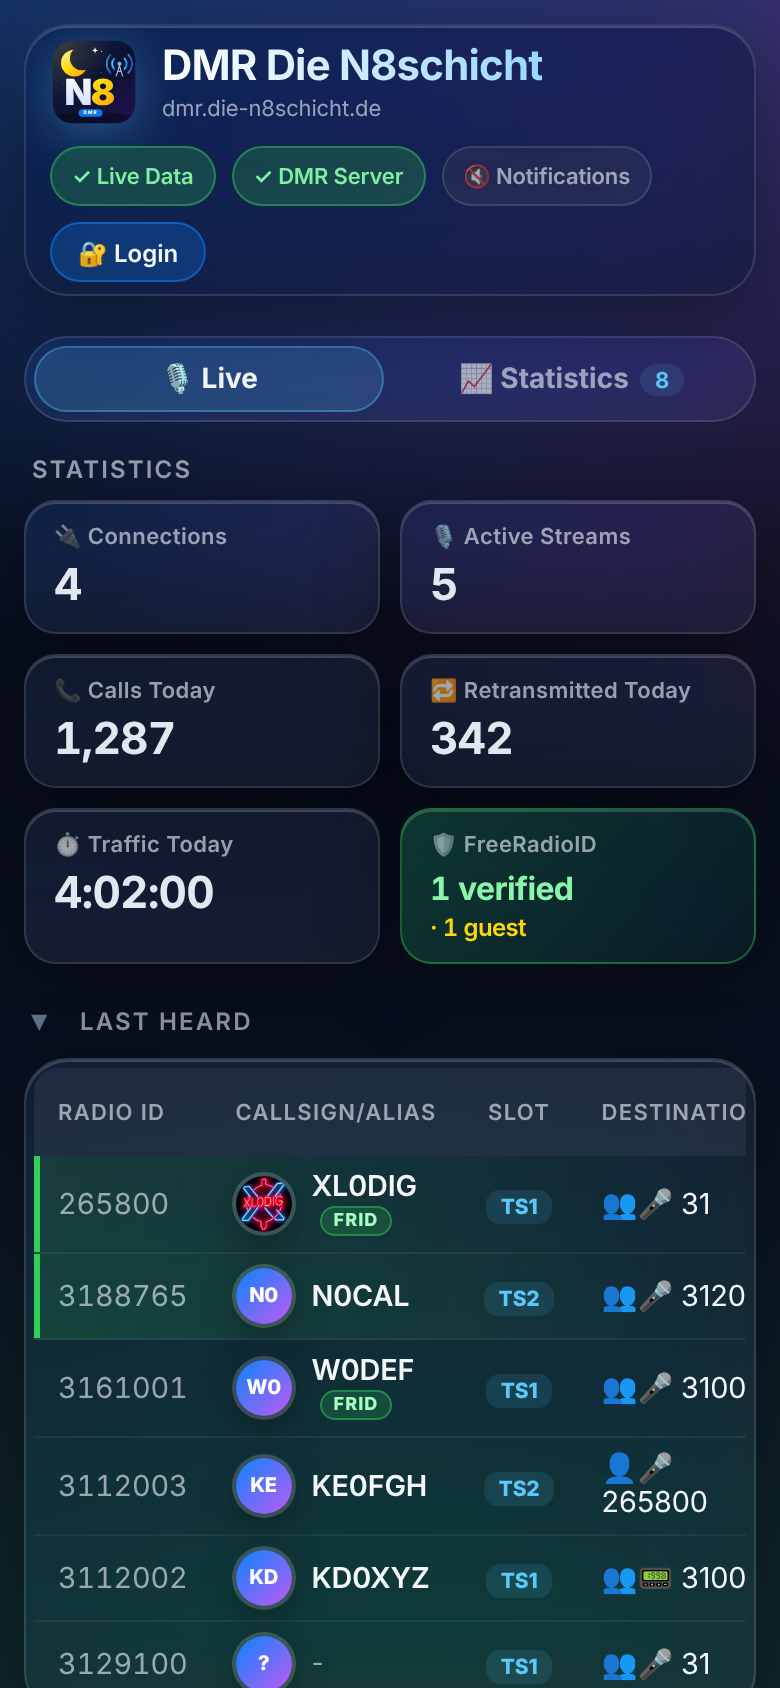 N8
DMR
DMR Die N8schicht
dmr.die-n8schicht.de
✓ Live Data
✓ DMR Server
🔇 Notifications
🔐 Login
🎙️ Live
📈 Statistics 8
STATISTICS
🔌 Connections
4
🎙️ Active Streams
5
📞 Calls Today
1,287
🔁 Retransmitted Today
342
⏱️ Traffic Today
4:02:00
🛡️ FreeRadioID
1 verified
· 1 guest
▼ LAST HEARD
RADIO ID CALLSIGN/ALIAS SLOT DESTINATIO
265800 XL0DIG XL0DIG FRID TS1 👥🎤 31
3188765 N0 N0CAL TS2 👥🎤 3120
3161001 W0 W0DEF FRID TS1 👥🎤 3100
3112003 KE KE0FGH TS2 👤🎤 265800
3112002 KD KD0XYZ TS1 👥📟 3100
3129100 ? - TS1 👥🎤 31